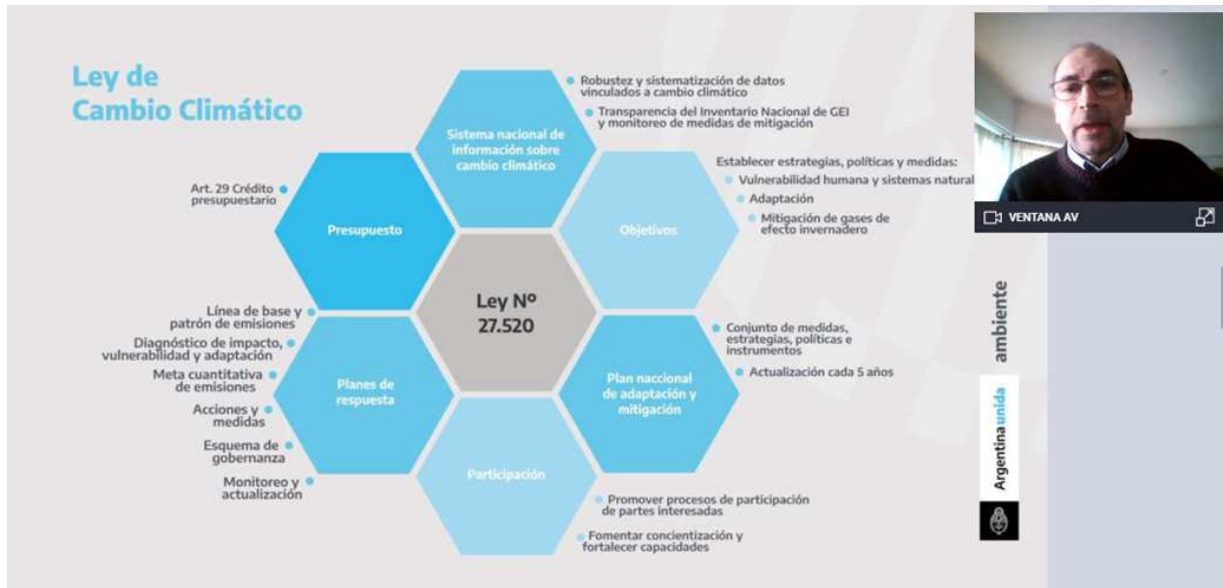 Ley de
Cambio Climático
Sistema nacional de
información sobre
cambio climático
Robustez y sistematización de datos
vinculados a cambio climático
Transparencia del Inventario Nacional de GEI
y monitoreo de medidas de mitigación
Presupuesto
Art. 29 Crédito
presupuestario
Objetivos
Establecer estrategias, políticas y medidas:
Vulnerabilidad humana y sistemas natural
Adaptación
Mitigación de gases de
efecto invernadero
Ley Nº
27.520
Planes de
respuesta
Línea de base y
patrón de emisiones
Diagnóstico de impacto,
vulnerabilidad y adaptación
Meta cuantitativa
de emisiones
Acciones y
medidas
Esquema de
gobernanza
Monitoreo y
actualización
Plan naccional
de adaptación y
mitigación
Conjunto de medidas,
estrategias, políticas e
instrumentos
Actualización cada 5 años
Participación
Promover procesos de participación
de partes interesadas
Fomentar concientización y
fortalecer capacidades
VENTANA AV
ambiente
Argentina unida